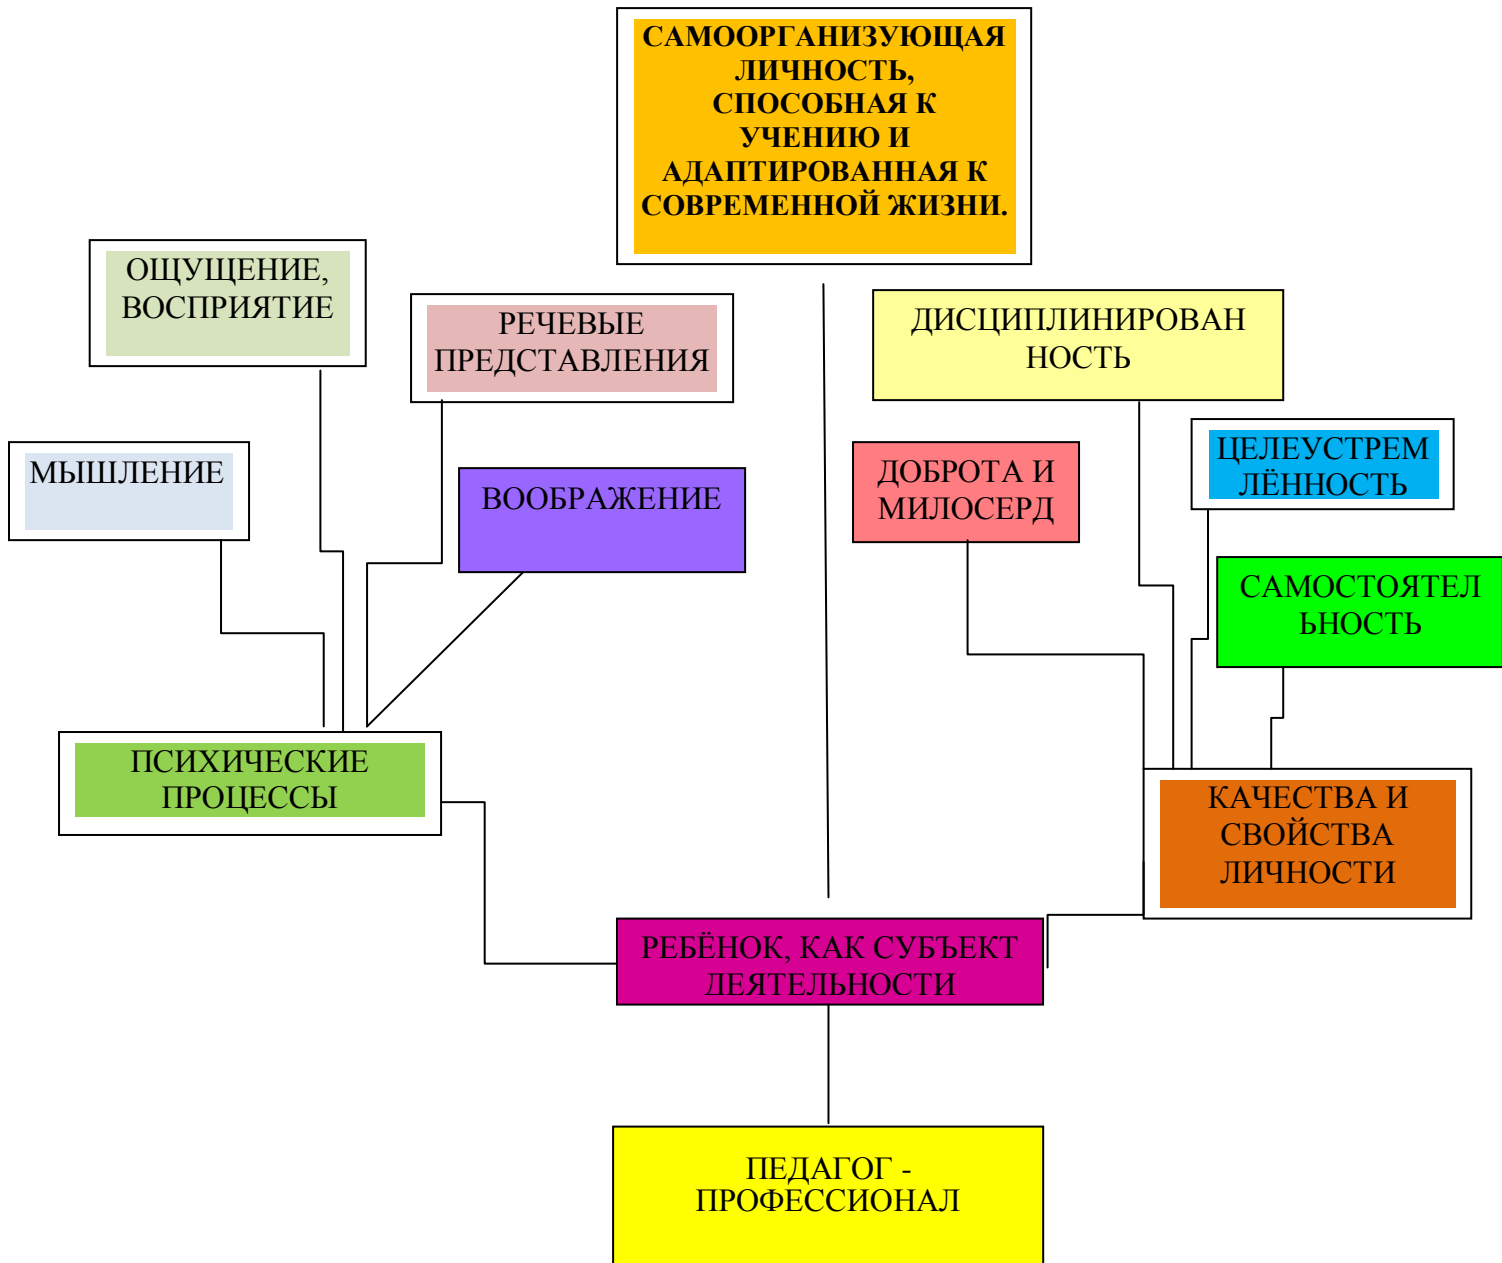 САМООРГАНИЗУЮЩАЯ
ЛИЧНОСТЬ,
СПОСОБНАЯ К
УЧЕНИЮ И
АДАПТИРОВАННАЯ К
СОВРЕМЕННОЙ ЖИЗНИ.
ОЩУЩЕНИЕ,
ВОСПРИЯТИЕ
РЕЧЕВЫЕ
ПРЕДСТАВЛЕНИЯ
ДИСЦИПЛИНИРОВАН
НОСТЬ
МЫШЛЕНИЕ
ВООБРАЖЕНИЕ
ДОБРОТА И
МИЛОСЕРД
ЦЕЛЕУСТРЕМ
ЛЁННОСТЬ
САМОСТОЯТЕЛ
ЬНОСТЬ
ПСИХИЧЕСКИЕ
ПРОЦЕССЫ
КАЧЕСТВА И
СВОЙСТВА
ЛИЧНОСТИ
РЕБЁНОК, КАК СУБЪЕКТ
ДЕЯТЕЛЬНОСТИ
ПЕДАГОГ -
ПРОФЕССИОНАЛ